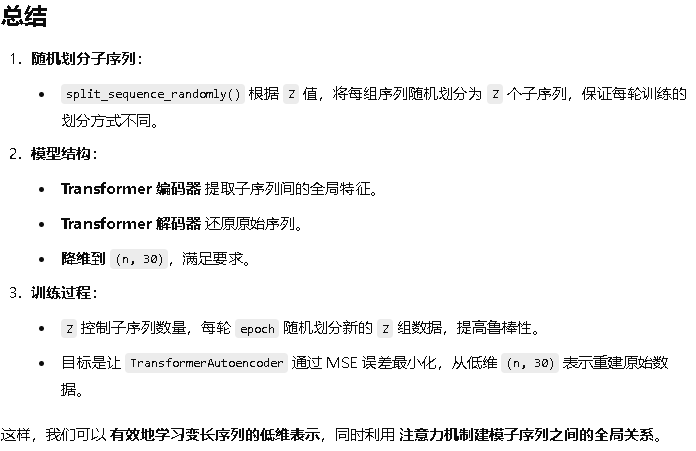 总结
1. 随机划分子序列：
• split_sequence_randomly() 根据 Z 值，将每组序列随机划分为 Z 个子序列，保证每轮训练的
划分方式不同。
2. 模型结构：
• Transformer 编码器 提取子序列间的全局特征。
• Transformer 解码器 还原原始序列。
• 降维到 (n, 30)，满足要求。
3. 训练过程：
• Z 控制子序列数量，每轮 epoch 随机划分新的 Z 组数据，提高鲁棒性。
• 目标是让 TransformerAutoencoder 通过 MSE 误差最小化，从低维 (n, 30) 表示重建原始数
据。
这样，我们可以 有效地学习变长序列的低维表示，同时利用 注意力机制建模子序列之间的全局关系。